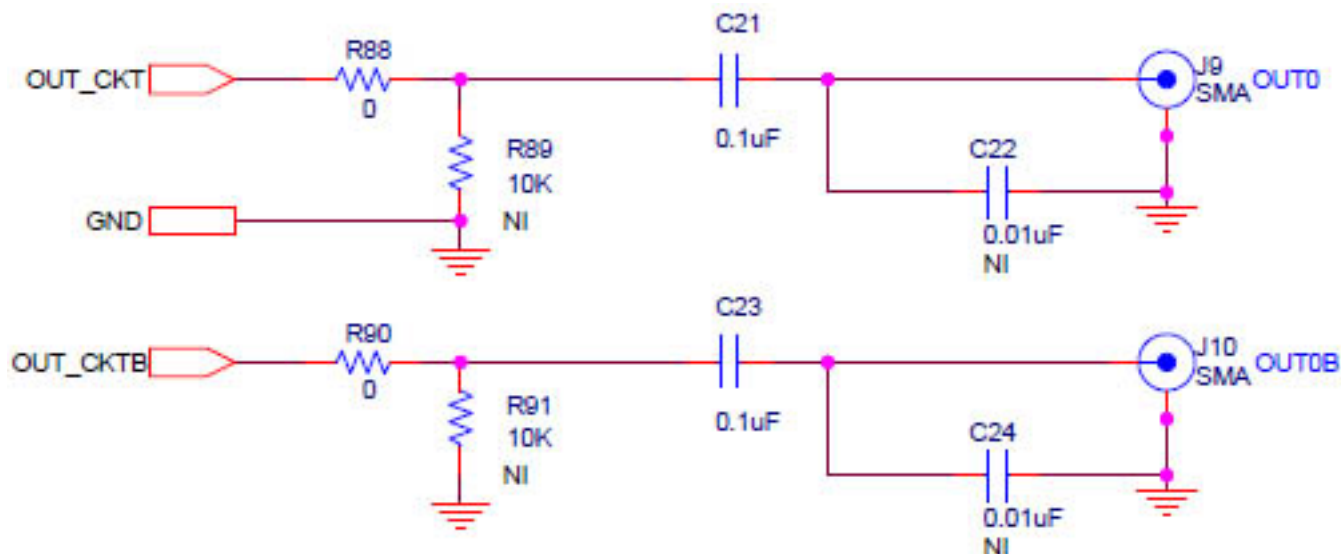 C21
R88
J9
OUT_CKT
SMA OUT0
0
0.1uF
R89
C22
10K
GND
NI
0.01uF
NI
C23
R90
J10
OUT_CKTB
SMA OUT0B
0
R91
0.1uF
10K
C24
NI
0.01uF
NI